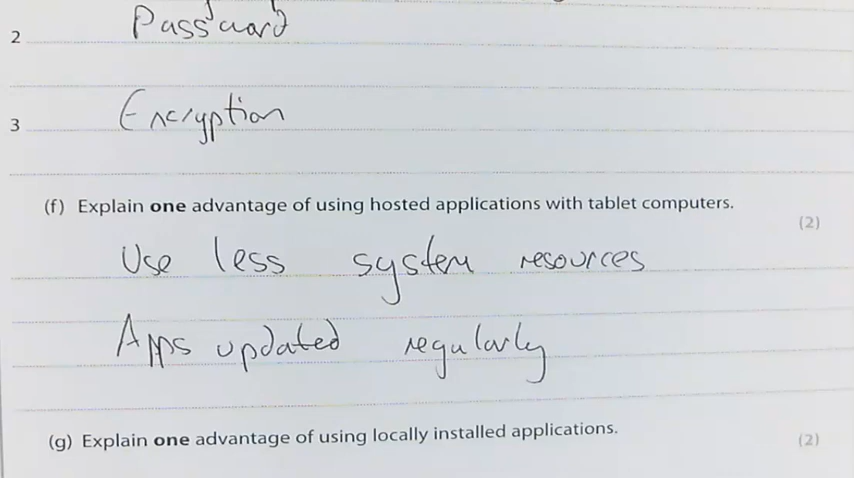 2 Password
3 Encryption
(f) Explain one advantage of using hosted applications with tablet computers.
(2)
Use less system resources
Apps updated regularly
(g) Explain one advantage of using locally installed applications.
(2)